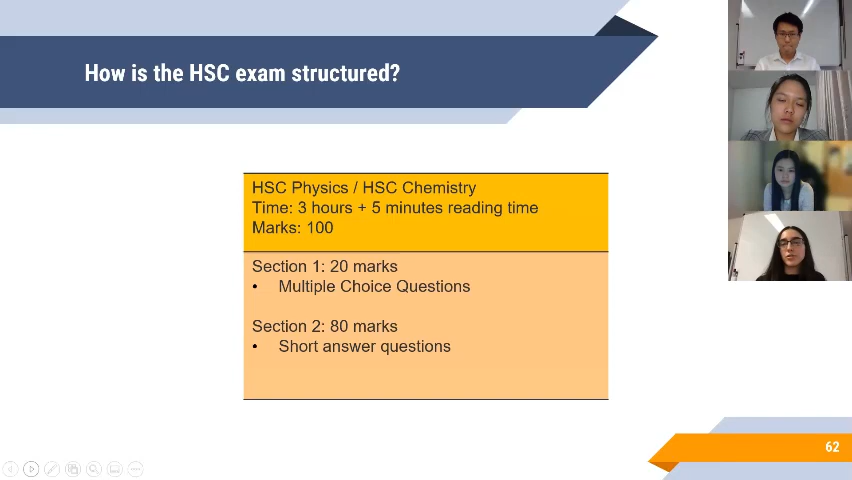 How is the HSC exam structured?
HSC Physics / HSC Chemistry
Time: 3 hours + 5 minutes reading time
Marks: 100
Section 1: 20 marks
• Multiple Choice Questions
Section 2: 80 marks
• Short answer questions
62